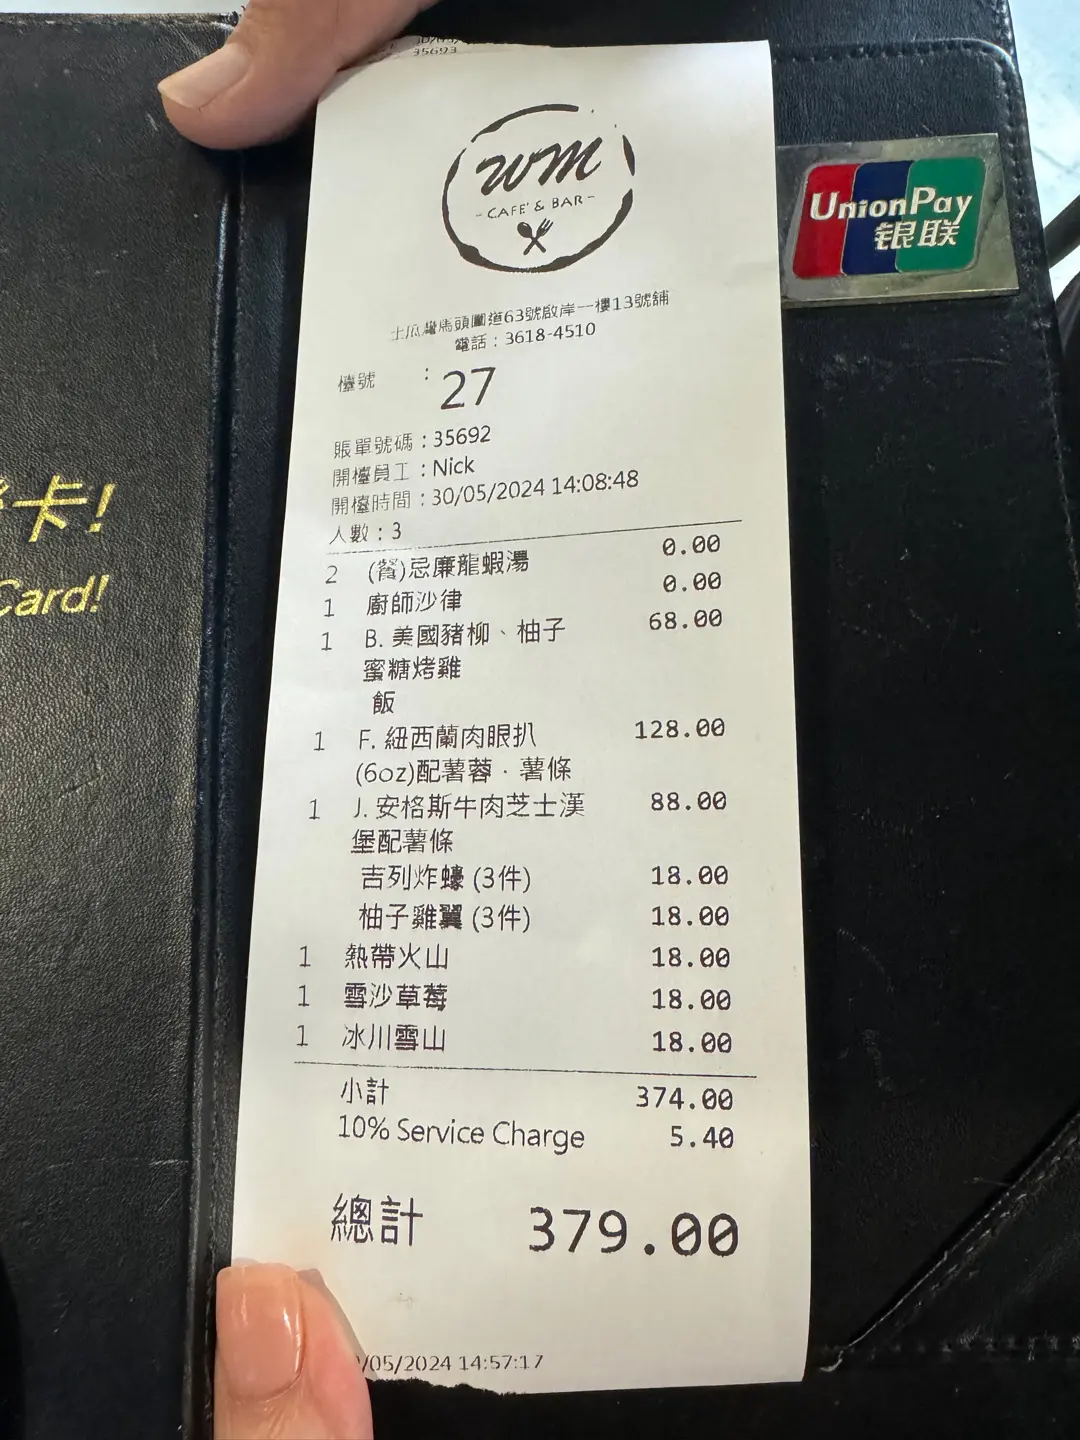 35693
WM
- CAFE' & BAR -
UnionPay
银联
土瓜灣馬頭圍道63號啟岸一樓13號舖
電話：3618-4510
檯號 ： 27
賬單號碼：35692
開檯員工：Nick
開檯時間：30/05/2024 14:08:48
人數：3
2 (餐)忌廉龍蝦湯 0.00
1 廚師沙律 0.00
1 B. 美國豬柳、柚子 68.00
蜜糖烤雞
飯
1 F. 紐西蘭肉眼扒 128.00
(6oz)配薯蓉．薯條
1 J. 安格斯牛肉芝士漢 88.00
堡配薯條
吉列炸蠔 (3件) 18.00
柚子雞翼 (3件) 18.00
1 熱帶火山 18.00
1 雪沙草莓 18.00
1 冰川雪山 18.00
小計 374.00
10% Service Charge 5.40
總計 379.00
/05/2024 14:57:17
卡!
Card!